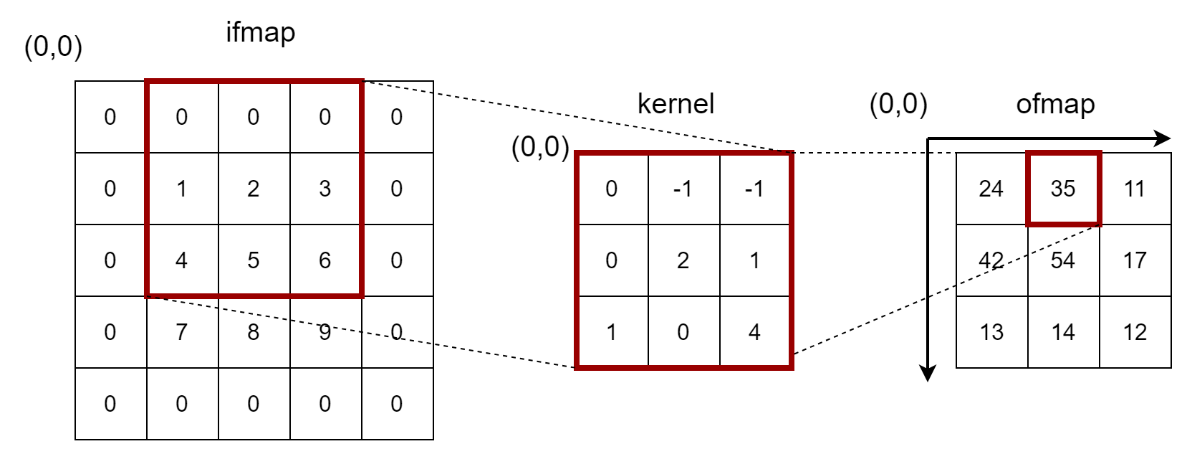 ifmap
(0,0)
0 0 0 0 0
0 1 2 3 0
0 4 5 6 0
0 7 8 9 0
0 0 0 0 0
kernel
(0,0)
0 -1 -1
0 2 1
1 0 4
(0,0) ofmap
24 35 11
42 54 17
13 14 12